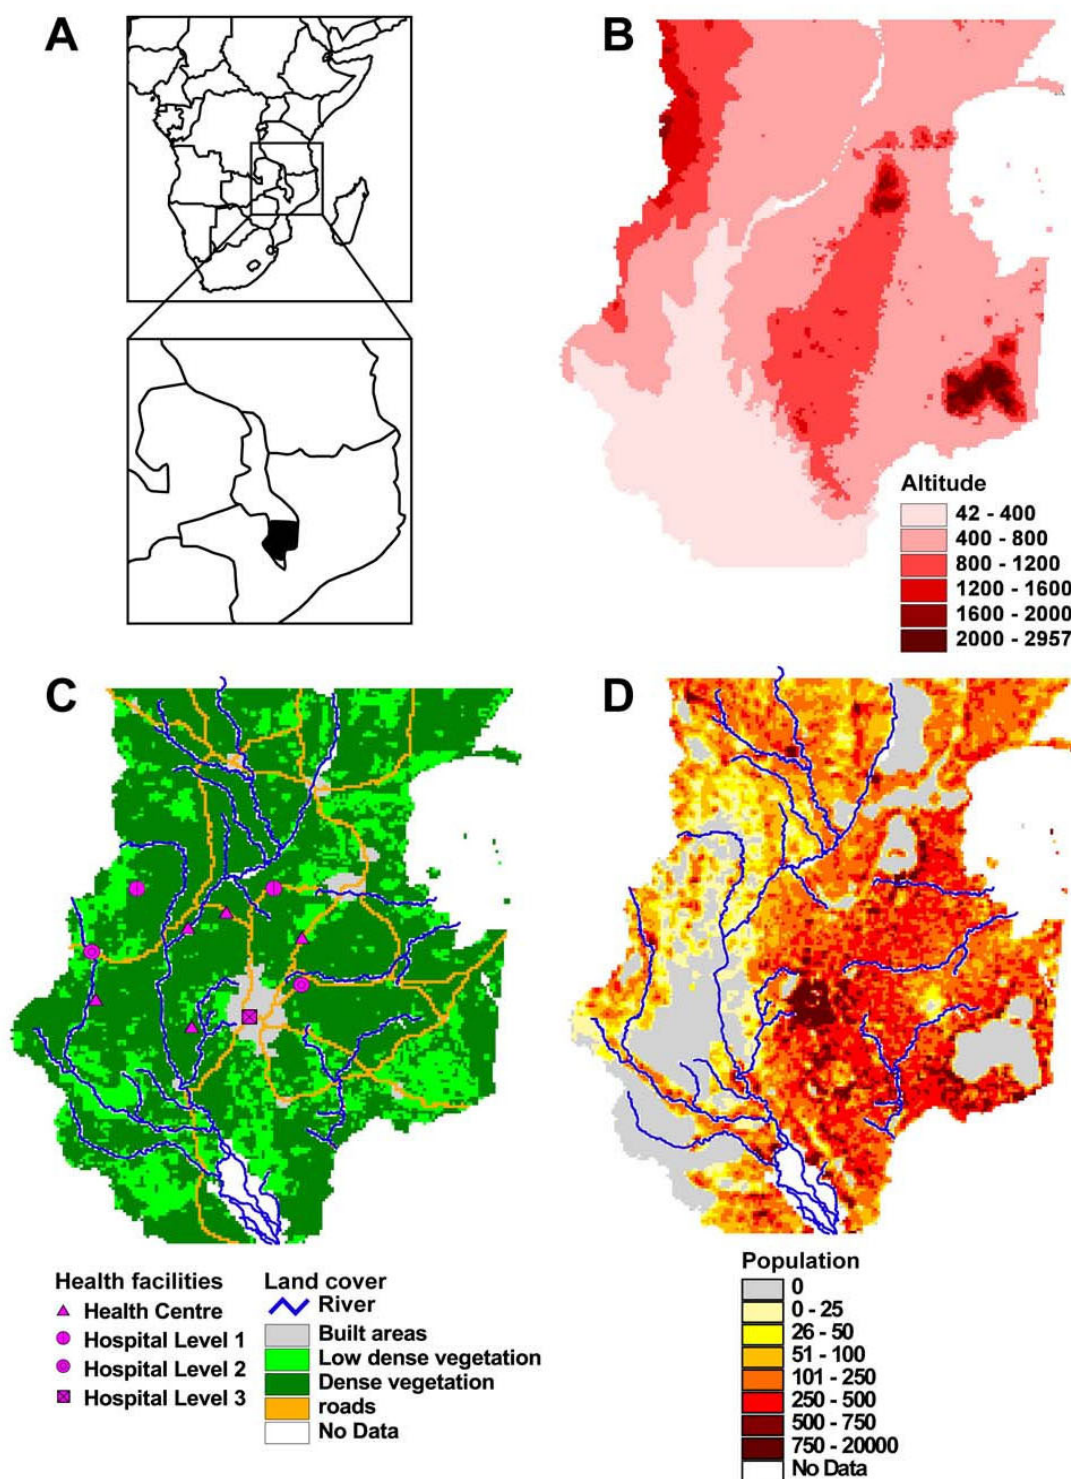 A
B
Altitude
42 - 400
400 - 800
800 - 1200
1200 - 1600
1600 - 2000
2000 - 2957
C
D
Health facilities
Health Centre
Hospital Level 1
Hospital Level 2
Hospital Level 3
Land cover
River
Built areas
Low dense vegetation
Dense vegetation
roads
No Data
Population
0
0 - 25
26 - 50
51 - 100
101 - 250
250 - 500
500 - 750
750 - 20000
No Data